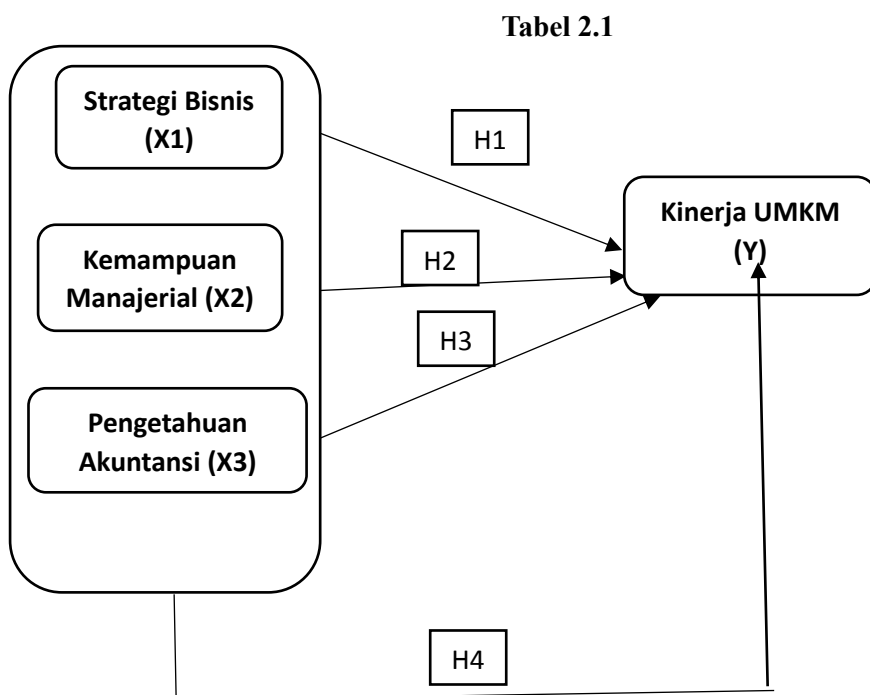 Tabel 2.1
Strategi Bisnis
(X1)
H1
Kinerja UMKM
(Y)
Kemampuan
Manajerial (X2)
H2
H3
Pengetahuan
Akuntansi (X3)
H4